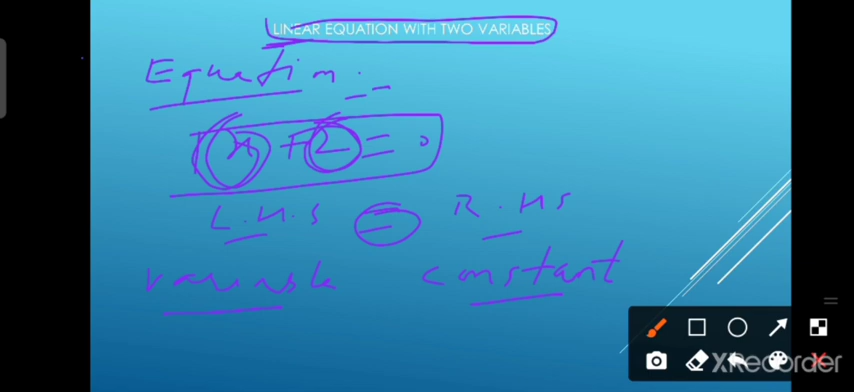 LINEAR EQUATION WITH TWO VARIABLES
Equation :-
x + 2 = 0
L.H.S = R.H.S
variable constant
XRecorder